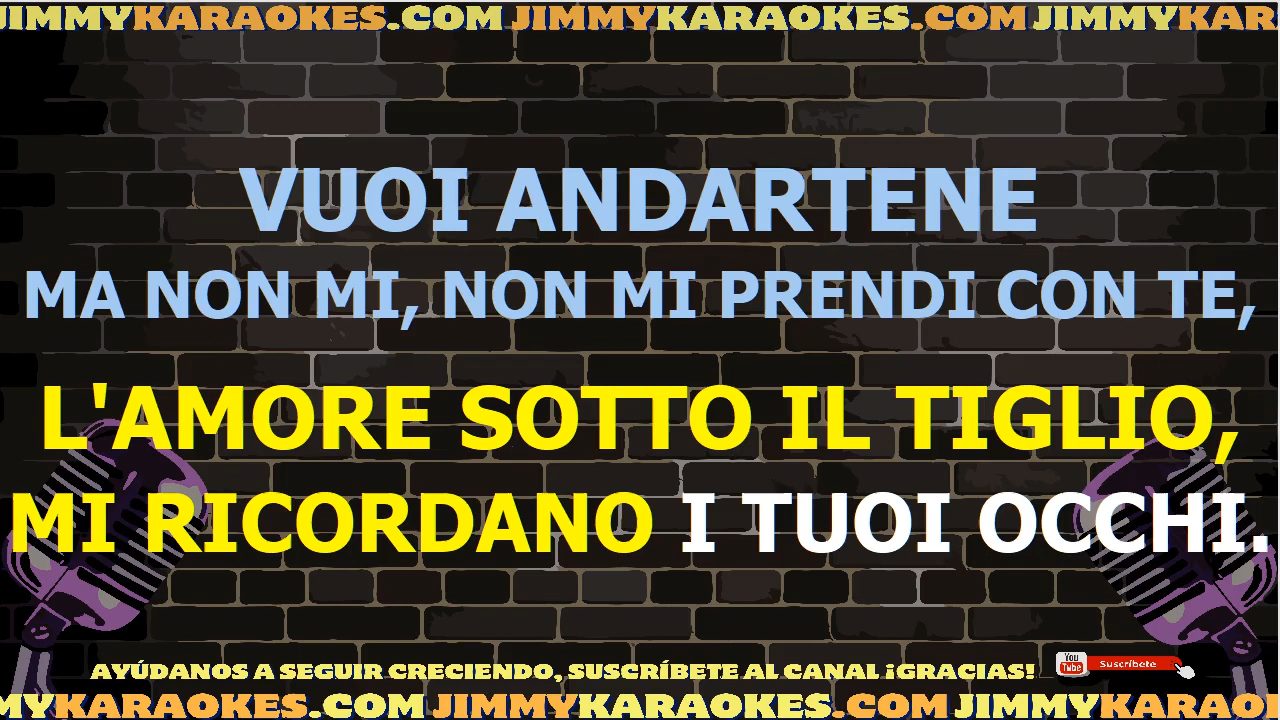 JIMMYKARAOKES.COM JIMMYKARAOKES.COM JIMMYKAR
VUOI ANDARTENE
MA NON MI, NON MI PRENDI CON TE,
L'AMORE SOTTO IL TIGLIO,
MI RICORDANO I TUOI OCCHI.
AYÚDANOS A SEGUIR CRECIENDO, SUSCRÍBETE AL CANAL ¡GRACIAS!
You Tube Suscríbete
MYKARAOKES.COM JIMMYKARAOKES.COM JIMMYKARAOK